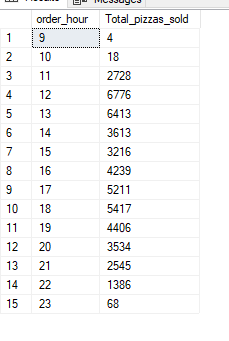 Messages
order_hour Total_pizzas_sold
1 9 4
2 10 18
3 11 2728
4 12 6776
5 13 6413
6 14 3613
7 15 3216
8 16 4239
9 17 5211
10 18 5417
11 19 4406
12 20 3534
13 21 2545
14 22 1386
15 23 68